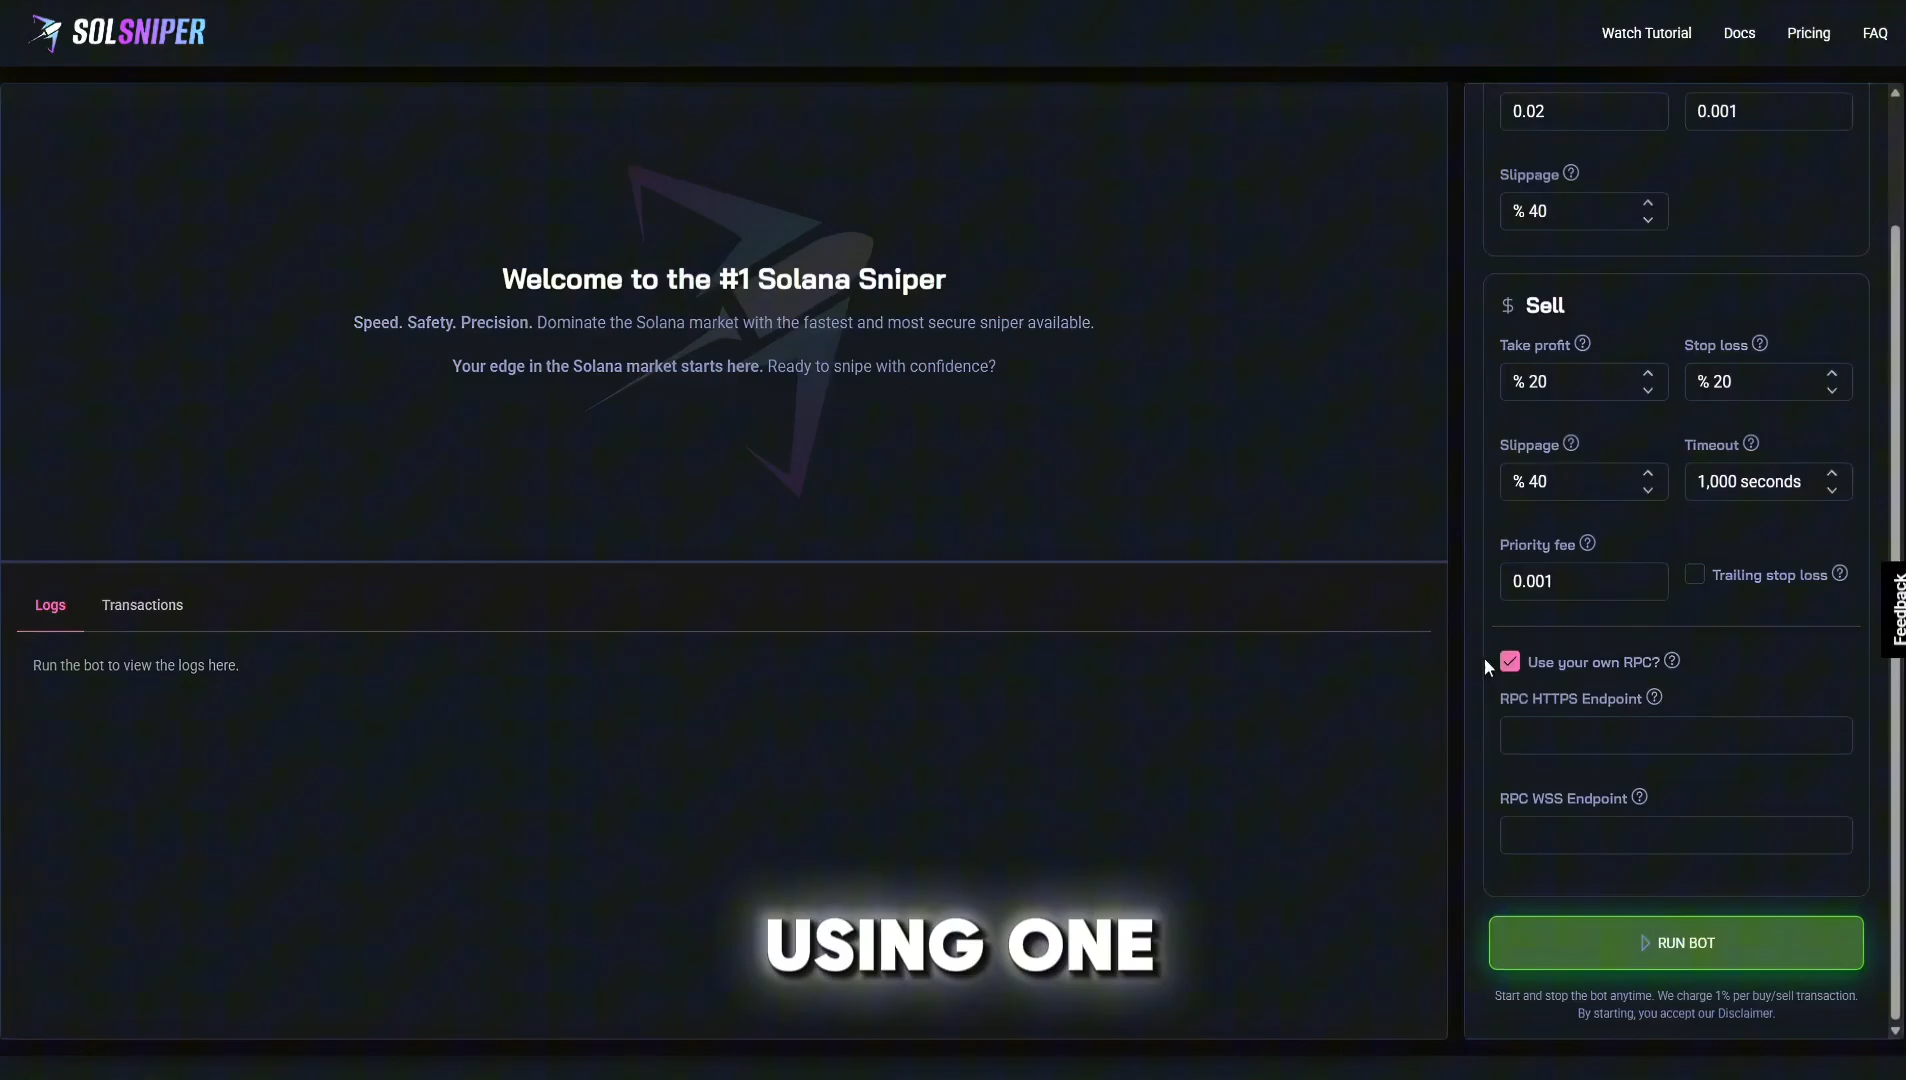 SOLSNIPER
Watch Tutorial
Docs
Pricing
FAQ
Welcome to the #1 Solana Sniper
Speed. Safety. Precision. Dominate the Solana market with the fastest and most secure sniper available.
Your edge in the Solana market starts here. Ready to snipe with confidence?
Logs
Transactions
Run the bot to view the logs here.
0.02
0.001
Slippage
% 40
$ Sell
Take profit
Stop loss
% 20
% 20
Slippage
Timeout
% 40
1,000 seconds
Priority fee
0.001
Trailing stop loss
Use your own RPC?
RPC HTTPS Endpoint
RPC WSS Endpoint
RUN BOT
Start and stop the bot anytime. We charge 1% per buy/sell transaction.
By starting, you accept our Disclaimer.
Feedback
USING ONE